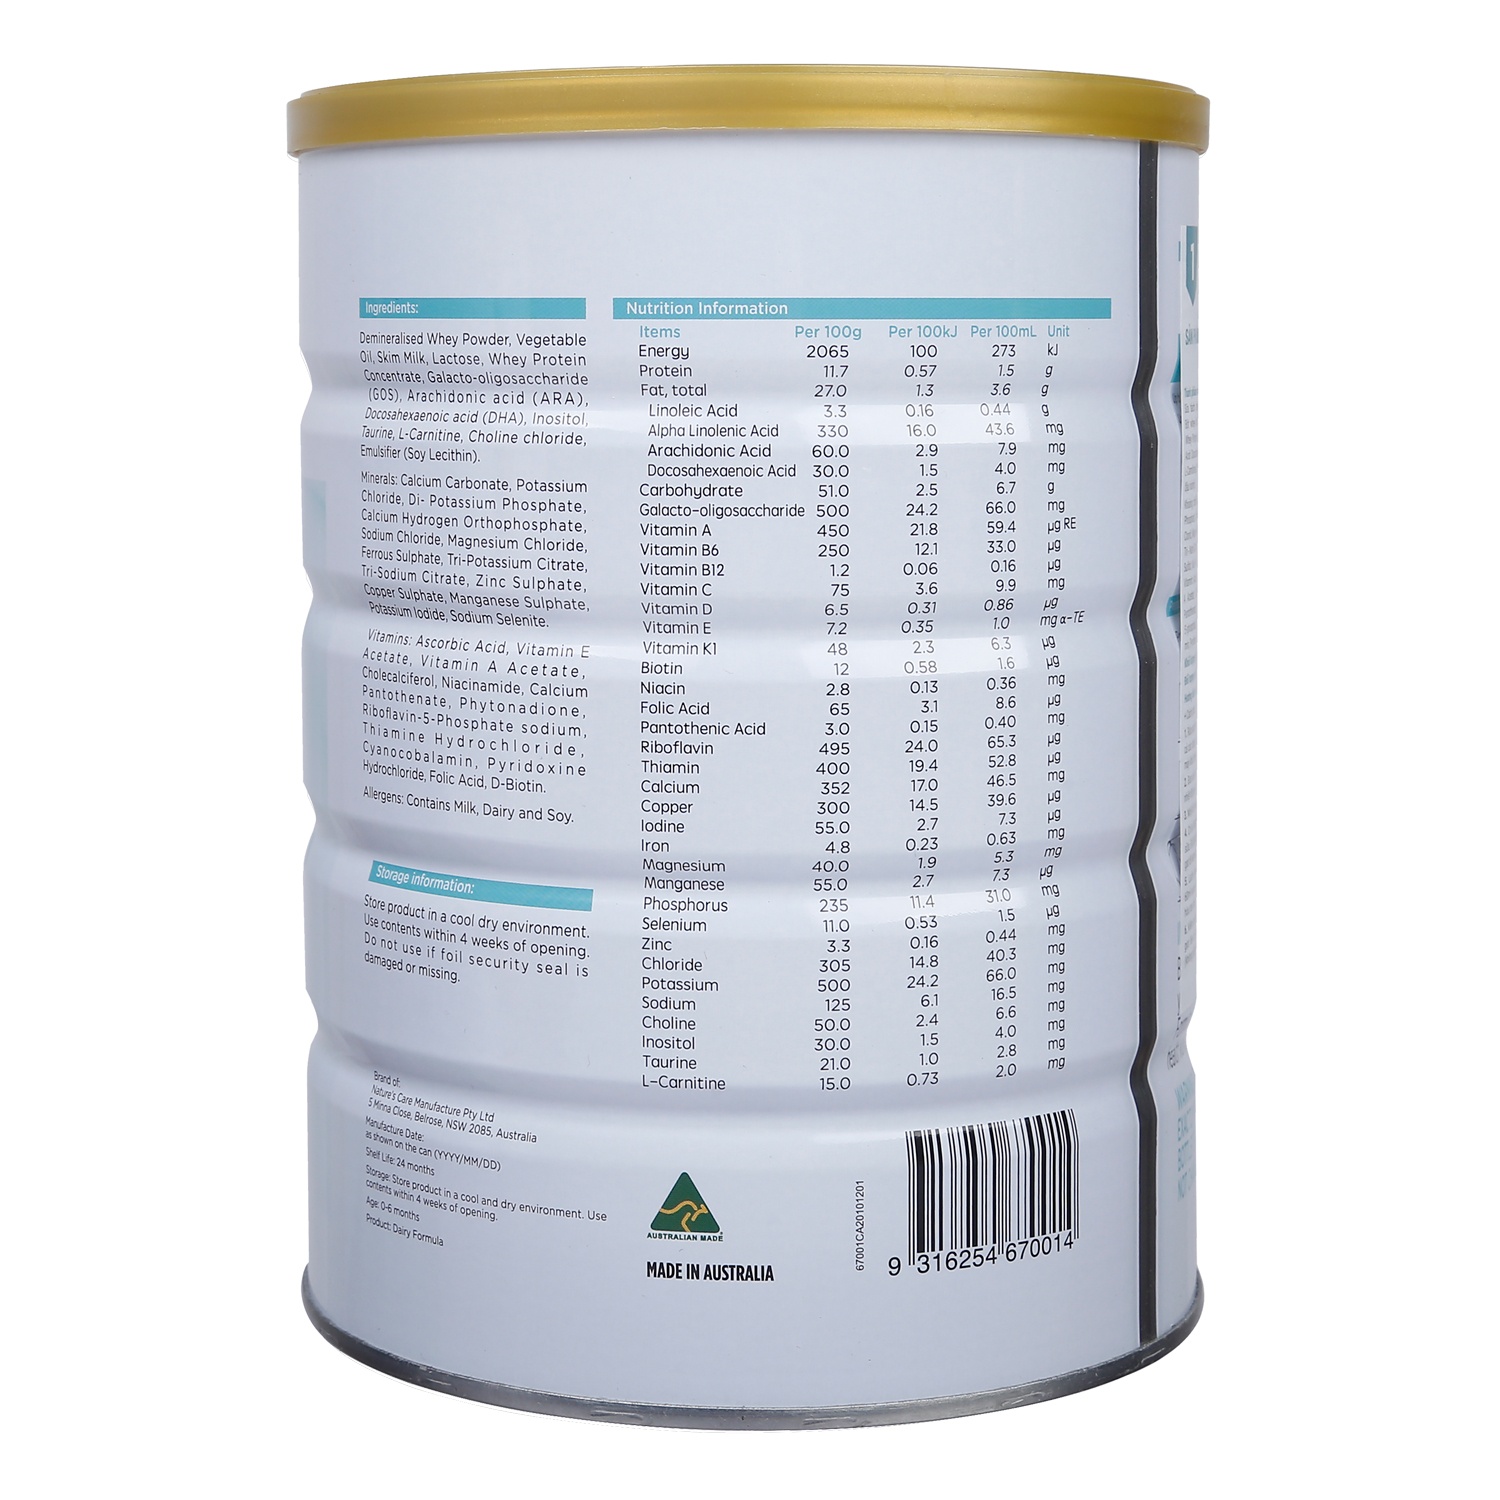 Ingredients:
Demineralised Whey Powder, Vegetable
Oil, Skim Milk, Lactose, Whey Protein
Concentrate, Galacto-oligosaccharide
(GOS), Arachidonic acid (ARA),
Docosahexaenoic acid (DHA), Inositol,
Taurine, L-Carnitine, Choline chloride,
Emulsifier (Soy Lecithin).
Minerals: Calcium Carbonate, Potassium
Chloride, Di- Potassium Phosphate,
Calcium Hydrogen Orthophosphate,
Sodium Chloride, Magnesium Chloride,
Ferrous Sulphate, Tri-Potassium Citrate,
Tri-Sodium Citrate, Zinc Sulphate,
Copper Sulphate, Manganese Sulphate,
Potassium Iodide, Sodium Selenite.
Vitamins: Ascorbic Acid, Vitamin E
Acetate, Vitamin A Acetate,
Cholecalciferol, Niacinamide, Calcium
Pantothenate, Phytonadione,
Riboflavin-5-Phosphate sodium,
Thiamine Hydrochloride,
Cyanocobalamin, Pyridoxine
Hydrochloride, Folic Acid, D-Biotin.
Allergens: Contains Milk, Dairy and Soy.
Storage information:
Store product in a cool dry environment.
Use contents within 4 weeks of opening.
Do not use if foil security seal is
damaged or missing.
Brand of:
Nature's Care Manufacture Pty Ltd
5 Minna Close, Belrose, NSW 2085, Australia
Manufacture Date:
as shown on the can (YYYY/MM/DD)
Shelf Life: 24 months
Storage: Store product in a cool and dry environment. Use
contents within 4 weeks of opening.
Age: 0-6 months
Product: Dairy Formula
Nutrition Information
Items Per 100g Per 100kJ Per 100mL Unit
Energy 2065 100 273 kJ
Protein 11.7 0.57 1.5 g
Fat, total 27.0 1.3 3.6 g
Linoleic Acid 3.3 0.16 0.44 g
Alpha Linolenic Acid 330 16.0 43.6 mg
Arachidonic Acid 60.0 2.9 7.9 mg
Docosahexaenoic Acid 30.0 1.5 4.0 mg
Carbohydrate 51.0 2.5 6.7 g
Galacto-oligosaccharide 500 24.2 66.0 mg
Vitamin A 450 21.8 59.4 µg RE
Vitamin B6 250 12.1 33.0 µg
Vitamin B12 1.2 0.06 0.16 µg
Vitamin C 75 3.6 9.9 mg
Vitamin D 6.5 0.31 0.86 µg
Vitamin E 7.2 0.35 1.0 mg α-TE
Vitamin K1 48 2.3 6.3 µg
Biotin 12 0.58 1.6 µg
Niacin 2.8 0.13 0.36 mg
Folic Acid 65 3.1 8.6 µg
Pantothenic Acid 3.0 0.15 0.40 mg
Riboflavin 495 24.0 65.3 µg
Thiamin 400 19.4 52.8 µg
Calcium 352 17.0 46.5 mg
Copper 300 14.5 39.6 µg
Iodine 55.0 2.7 7.3 µg
Iron 4.8 0.23 0.63 mg
Magnesium 40.0 1.9 5.3 mg
Manganese 55.0 2.7 7.3 µg
Phosphorus 235 11.4 31.0 mg
Selenium 11.0 0.53 1.5 µg
Zinc 3.3 0.16 0.44 mg
Chloride 305 14.8 40.3 mg
Potassium 500 24.2 66.0 mg
Sodium 125 6.1 16.5 mg
Choline 50.0 2.4 6.6 mg
Inositol 30.0 1.5 4.0 mg
Taurine 21.0 1.0 2.8 mg
L-Carnitine 15.0 0.73 2.0 mg
AUSTRALIAN MADE
MADE IN AUSTRALIA
67001CA20101201
9 316254 670014
1